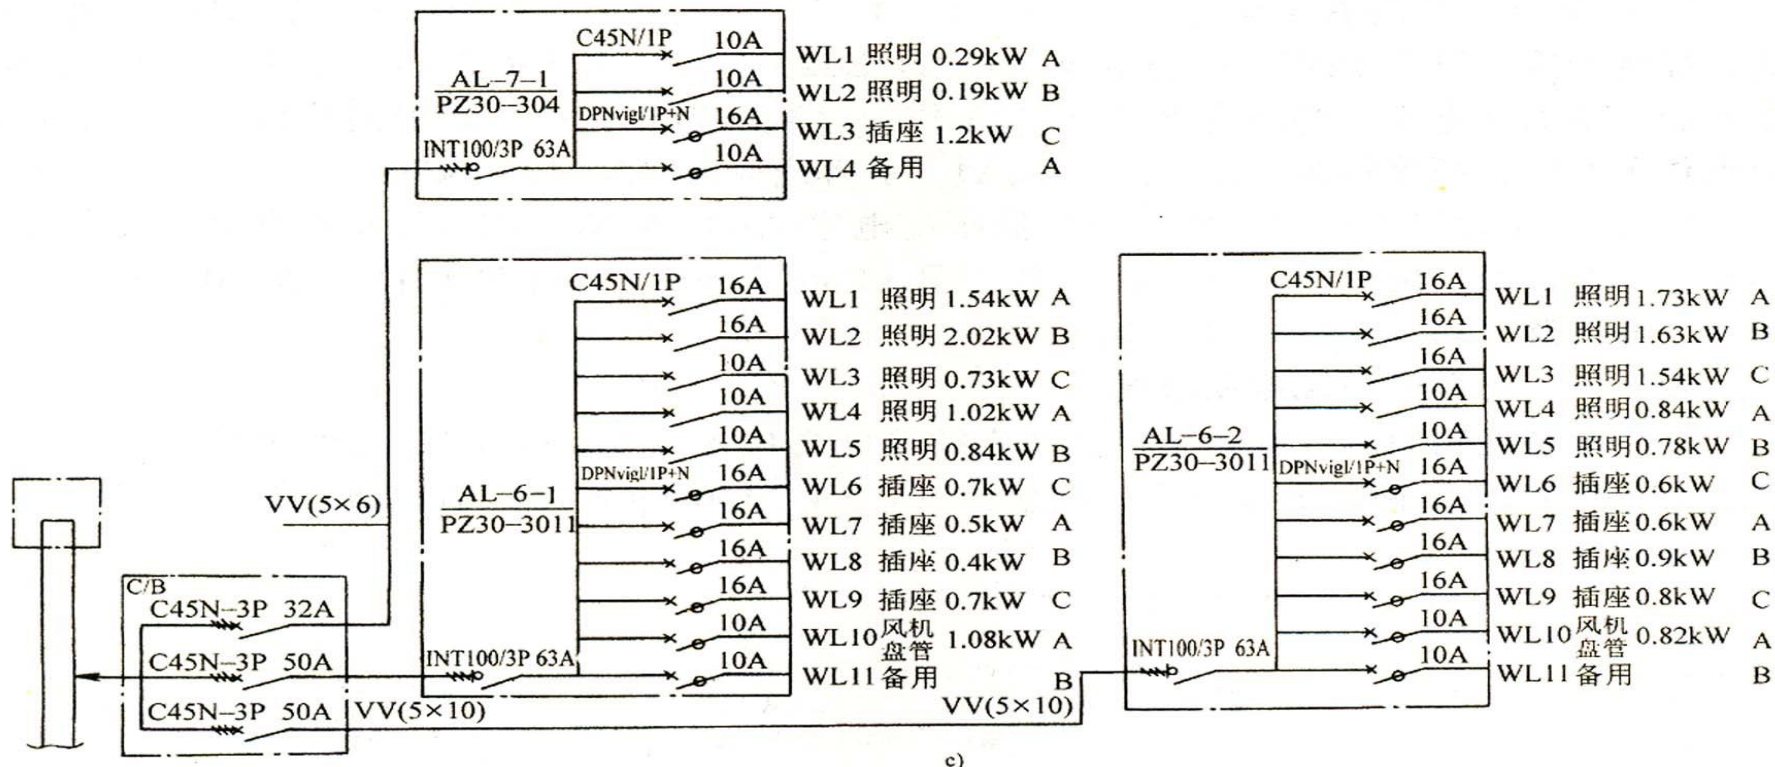 C45N/1P 10A WL1 照明 0.29kW A
AL-7-1
PZ30-304
10A WL2 照明 0.19kW B
DPNvigl/1P+N 16A WL3 插座 1.2kW C
INT100/3P 63A 10A WL4 备用 A
C45N/1P 16A WL1 照明 1.54kW A
16A WL2 照明 2.02kW B
10A WL3 照明 0.73kW C
10A WL4 照明 1.02kW A
10A WL5 照明 0.84kW B
DPNvigl/1P+N 16A WL6 插座 0.7kW C
AL-6-1
PZ30-3011
16A WL7 插座 0.5kW A
16A WL8 插座 0.4kW B
16A WL9 插座 0.7kW C
10A WL10 风机盘管 1.08kW A
INT100/3P 63A 10A WL11 备用 B
C45N/1P 16A WL1 照明 1.73kW A
16A WL2 照明 1.63kW B
16A WL3 照明 1.54kW C
10A WL4 照明 0.84kW A
10A WL5 照明 0.78kW B
AL-6-2
PZ30-3011
DPNvigl/1P+N 16A WL6 插座 0.6kW C
16A WL7 插座 0.6kW A
16A WL8 插座 0.9kW B
16A WL9 插座 0.8kW C
10A WL10 风机盘管 0.82kW A
INT100/3P 63A 10A WL11 备用 B
VV(5×6)
C/B
C45N-3P 32A
C45N-3P 50A
C45N-3P 50A VV(5×10)
VV(5×10)
c)